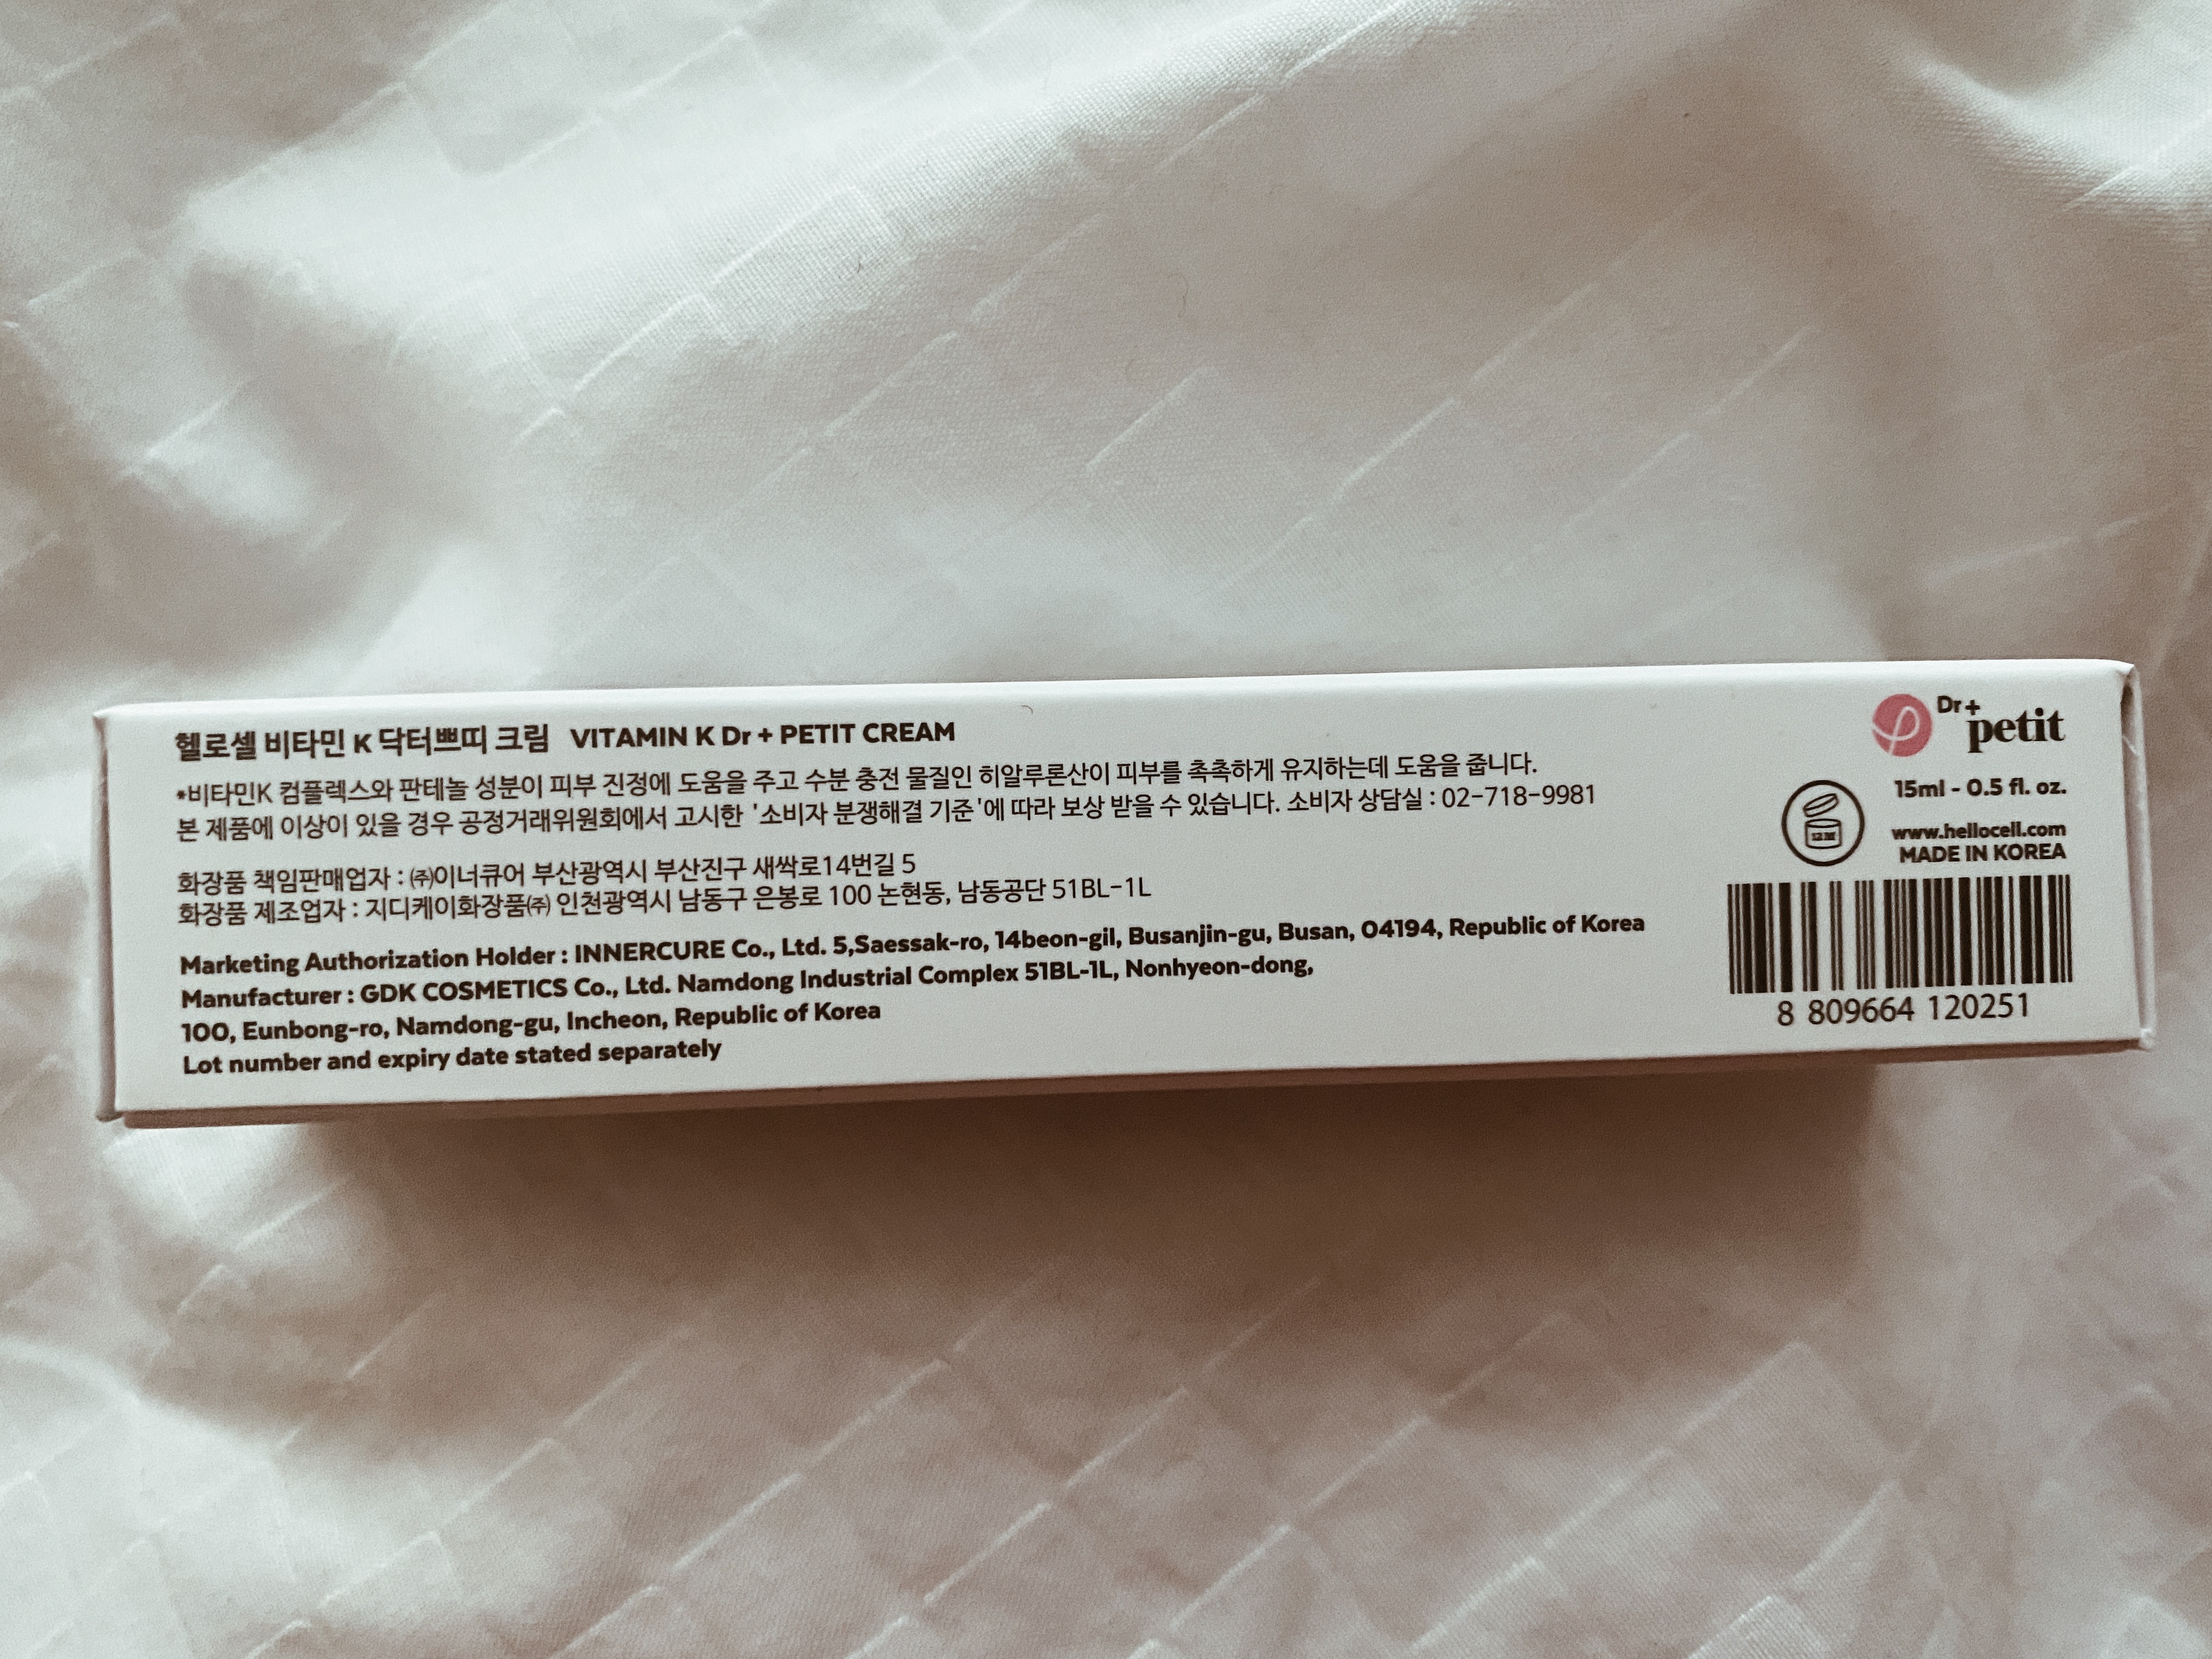 헬로셀 비타민 K 닥터쁘띠 크림 VITAMIN K Dr + PETIT CREAM
*비타민K 컴플렉스와 판테놀 성분이 피부 진정에 도움을 주고 수분 충전 물질인 히알루론산이 피부를 촉촉하게 유지하는데 도움을 줍니다.
본 제품에 이상이 있을 경우 공정거래위원회에서 고시한 '소비자 분쟁해결 기준'에 따라 보상 받을 수 있습니다. 소비자 상담실 : 02-718-9981
화장품 책임판매업자 : ㈜이너큐어 부산광역시 부산진구 새싹로14번길 5
화장품 제조업자 : 지디케이화장품㈜ 인천광역시 남동구 은봉로 100 논현동, 남동공단 51BL-1L
Marketing Authorization Holder : INNERCURE Co., Ltd. 5,Saessak-ro, 14beon-gil, Busanjin-gu, Busan, 04194, Republic of Korea
Manufacturer : GDK COSMETICS Co., Ltd. Namdong Industrial Complex 51BL-1L, Nonhyeon-dong,
100, Eunbong-ro, Namdong-gu, Incheon, Republic of Korea
Lot number and expiry date stated separately
Dr+
petit
15ml - 0.5 fl. oz.
12M
www.hellocell.com
MADE IN KOREA
8 809664 120251